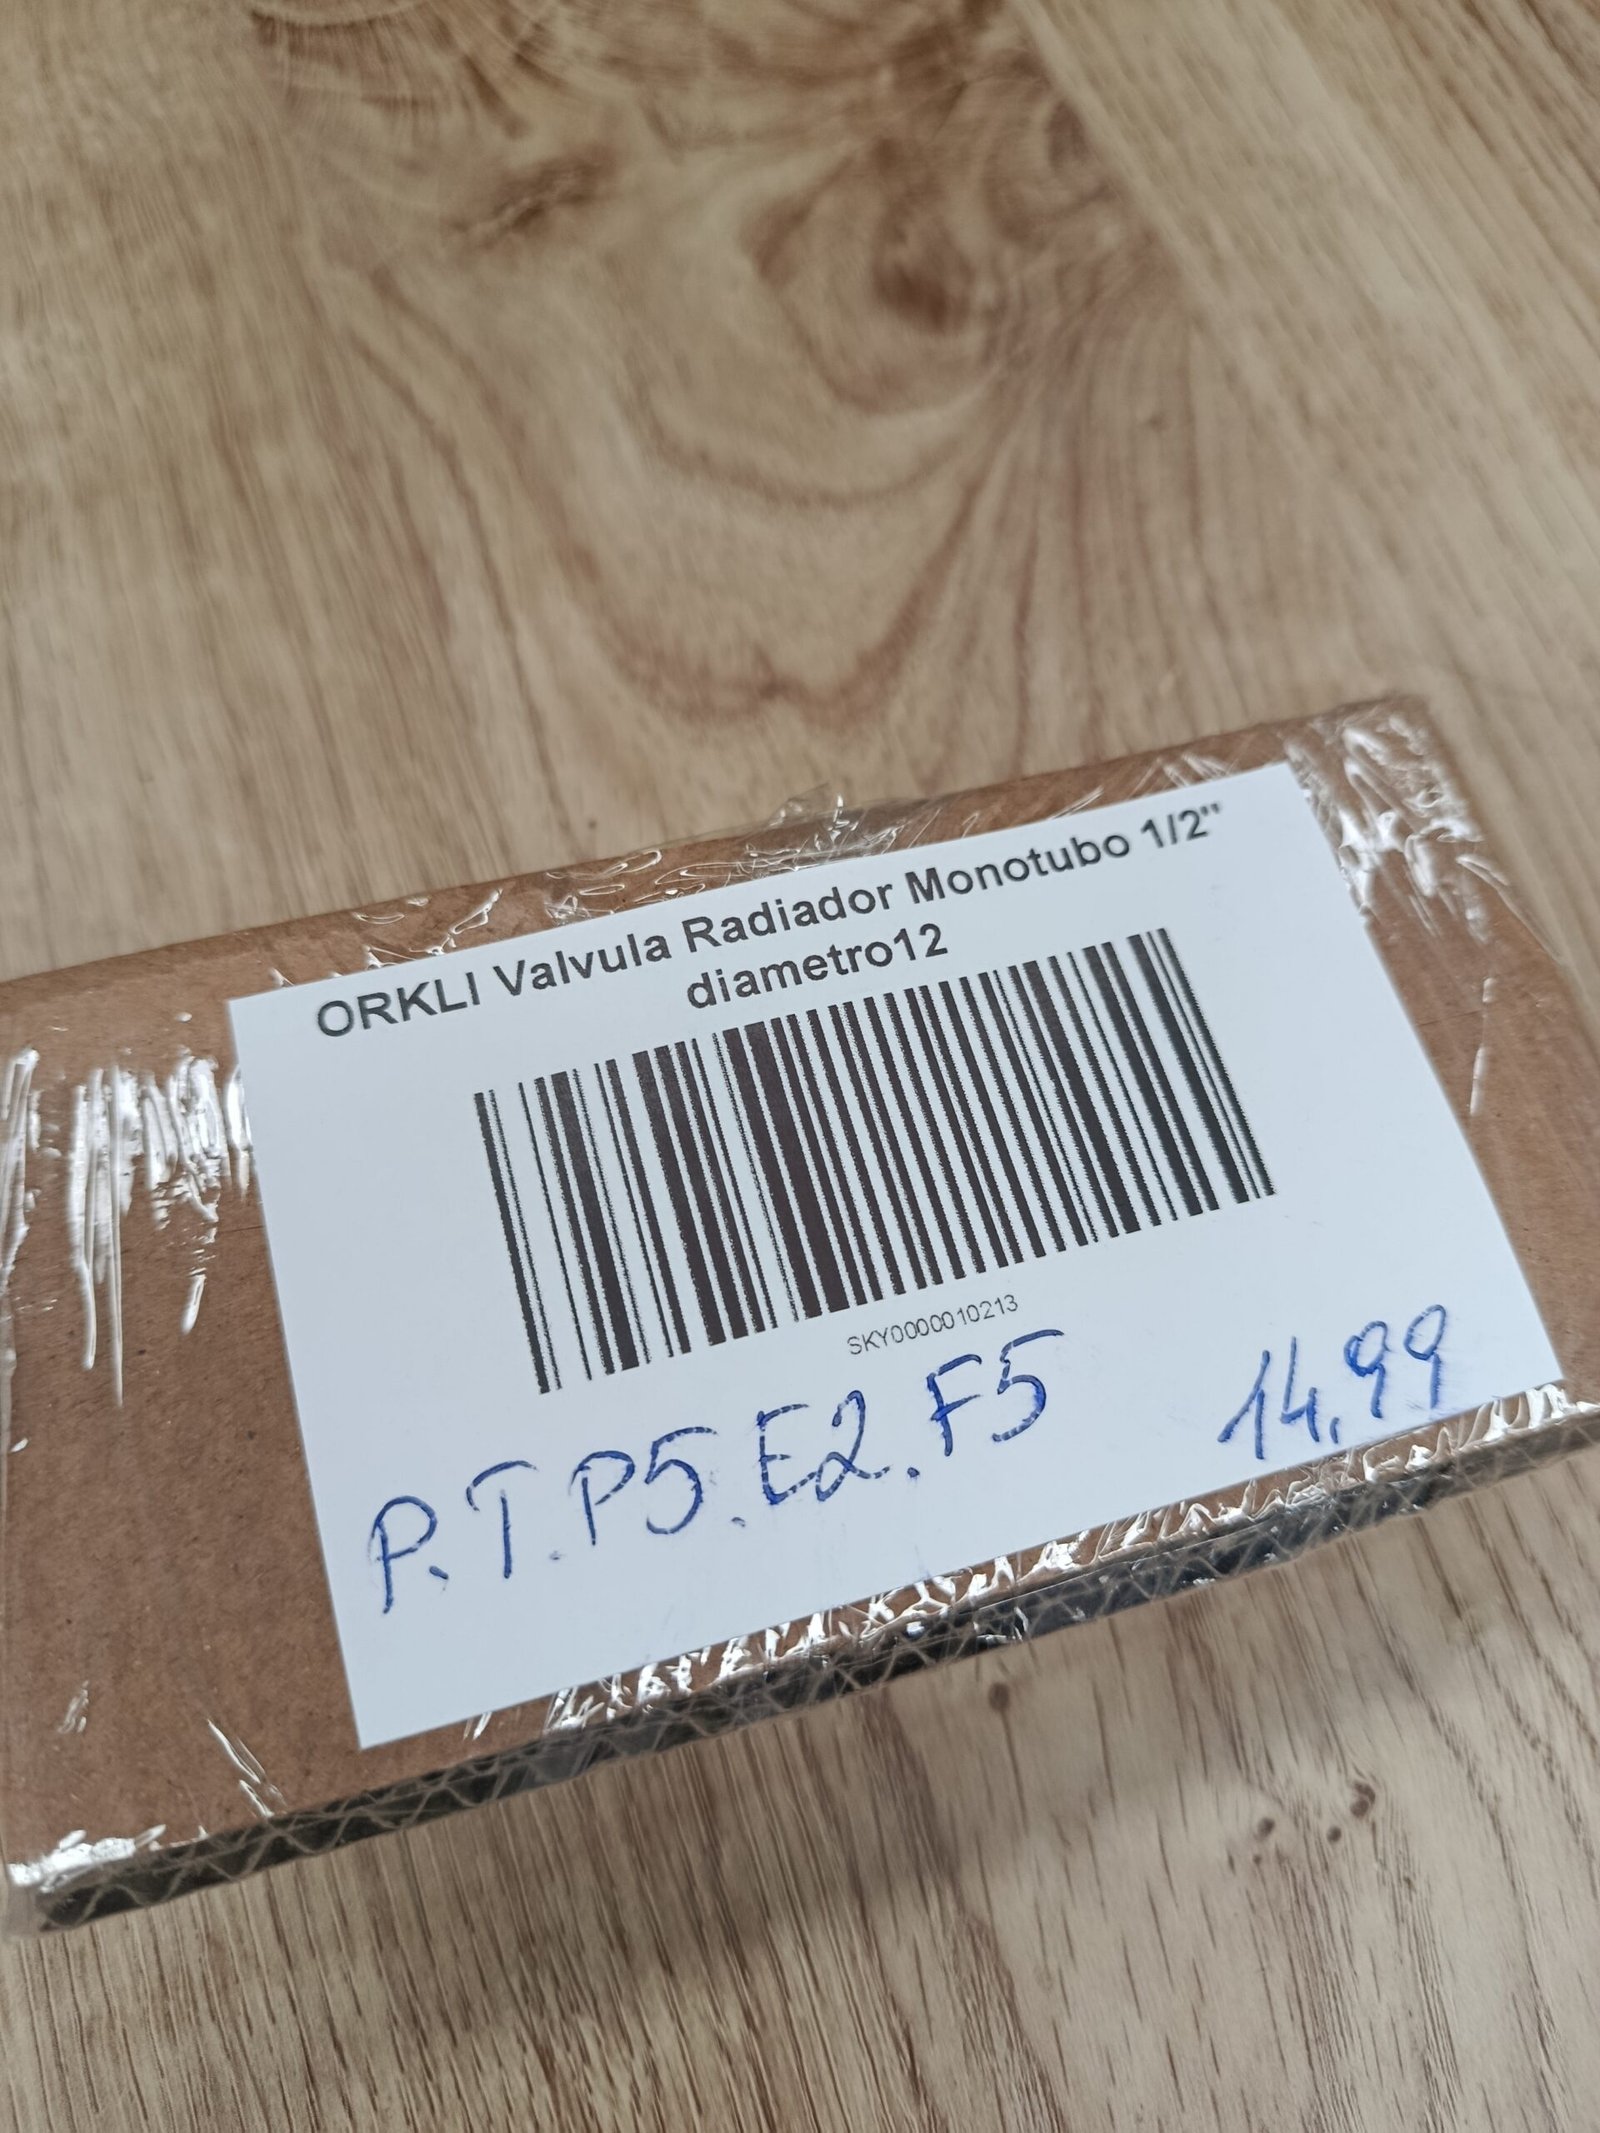 ORKLI Valvula Radiador Monotubo 1/2"
diametro12
SKY0000010213
P.T.P5.E2.F5 14,99